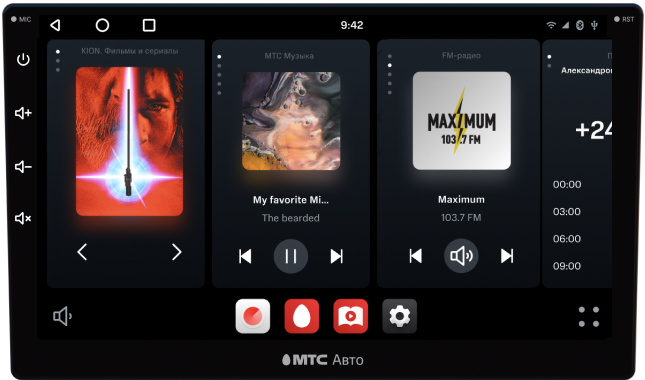 MIC
9:42
RST
KION, Фильмы и сериалы
МТС Музыка
FM-радио
П
Александро
MAXIMUM
103.7 FM
+24
My favorite Mi...
The bearded
Maximum
103.7 FM
00:00
03:00
06:00
09:00
МТС Авто